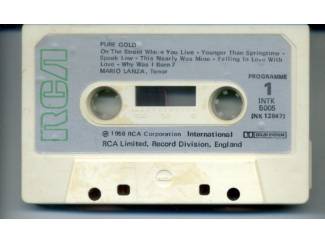 RCA
PURE GOLD
On The Street Where You Live - Younger Than Springtime -
Speak Low - This Nearly Was Mine - Falling In Love With
Love - Why Was I Born?
MARIO LANZA, Tenor
PROGRAMME
1
INTK
5005
(NK 12847)
DOLBY SYSTEM
℗ 1968 RCA Corporation International
RCA Limited, Record Division, England